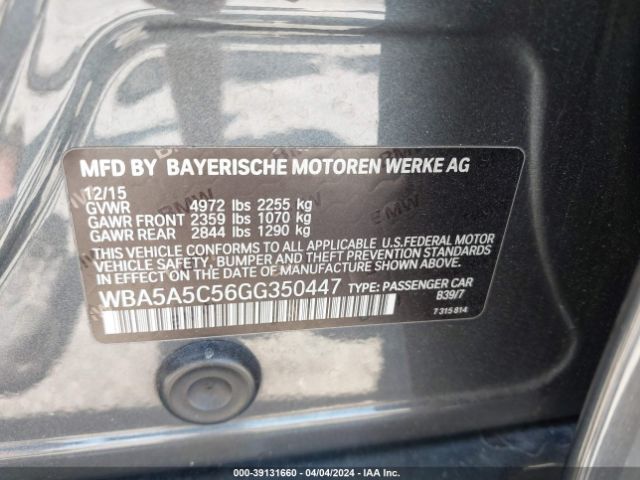 MFD BY BAYERISCHE MOTOREN WERKE AG
12/15
GVWR 4972 lbs 2255 kg
GAWR FRONT 2359 lbs 1070 kg
GAWR REAR 2844 lbs 1290 kg
THIS VEHICLE CONFORMS TO ALL APPLICABLE U.S.FEDERAL MOTOR
VEHICLE SAFETY, BUMPER, AND THEFT PREVENTION STANDARDS
IN EFFECT ON THE DATE OF MANUFACTURE SHOWN ABOVE.
WBA5A5C56GG350447 TYPE: PASSENGER CAR
B39/7
7 315 814
000-39131660 - 04/04/2024 - IAA Inc.